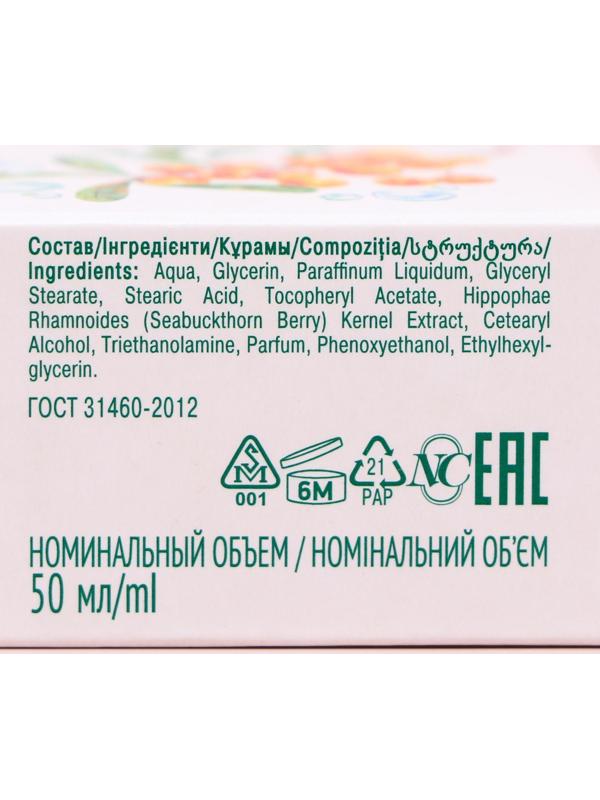 Состав/Інгредієнти/Құрамы/Compoziția/სტრუქტურა/
Ingredients: Aqua, Glycerin, Paraffinum Liquidum, Glyceryl
Stearate, Stearic Acid, Tocopheryl Acetate, Hippophae
Rhamnoides (Seabuckthorn Berry) Kernel Extract, Cetearyl
Alcohol, Triethanolamine, Parfum, Phenoxyethanol, Ethylhexyl-
glycerin.
ГОСТ 31460-2012
001
6M
21
PAP
NC
EAC
НОМИНАЛЬНЫЙ ОБЪЕМ / НОМІНАЛЬНИЙ ОБ'ЄМ
50 мл/ml